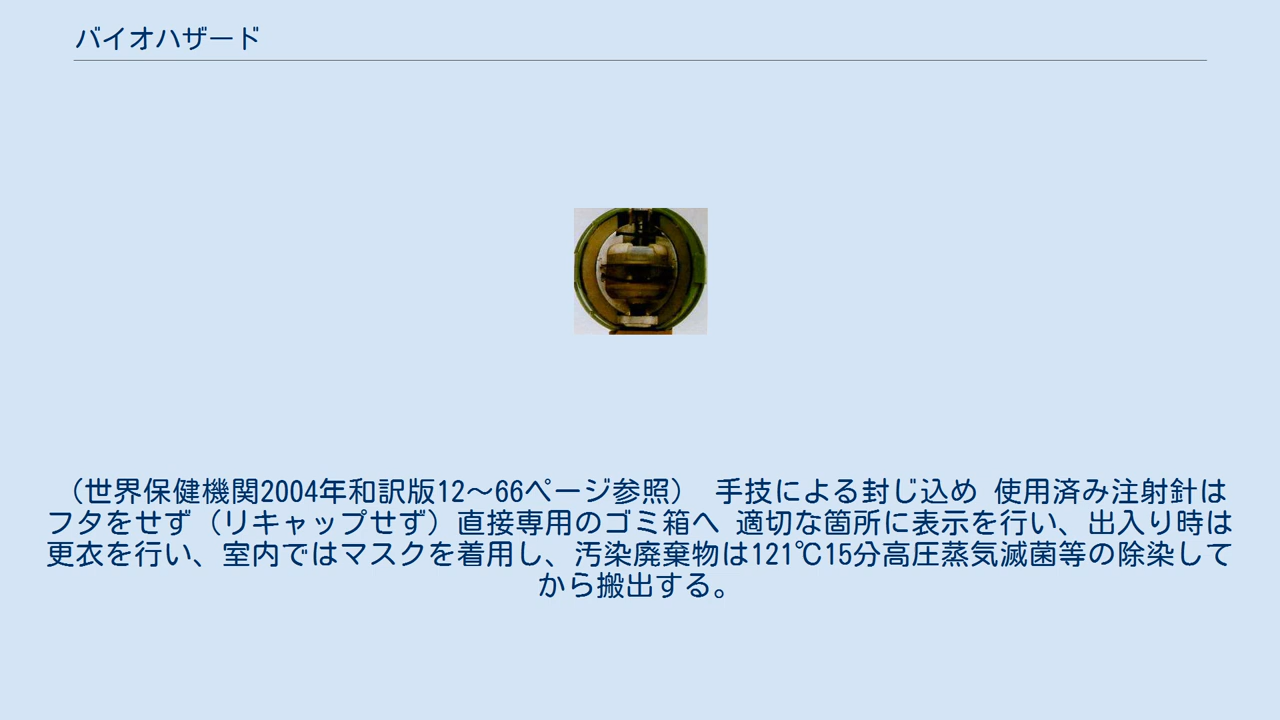 バイオハザード
（世界保健機関2004年和訳版12～66ページ参照） 手技による封じ込め 使用済み注射針は
フタをせず（リキャップせず）直接専用のゴミ箱へ 適切な箇所に表示を行い、出入り時は
更衣を行い、室内ではマスクを着用し、汚染廃棄物は121℃15分高圧蒸気滅菌等の除染して
から搬出する。